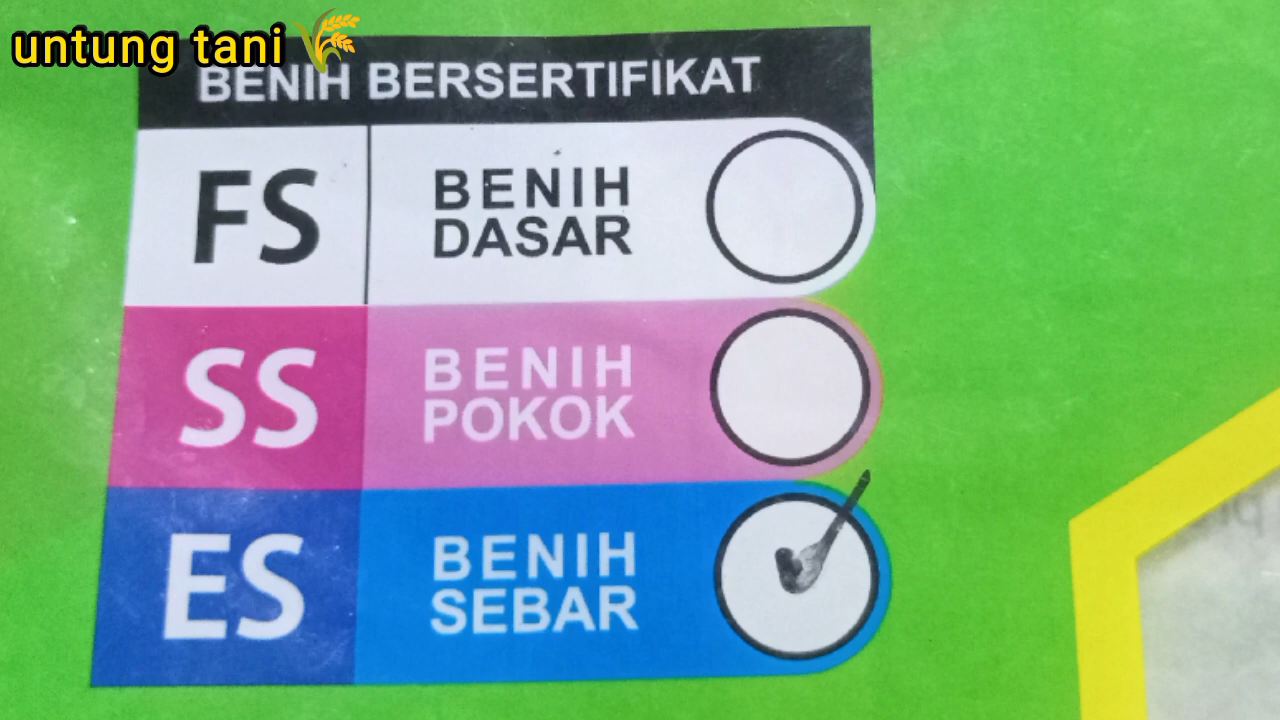 untung tani
BENIH BERSERTIFIKAT
FS
BENIH
DASAR
SS
BENIH
POKOK
ES
BENIH
SEBAR